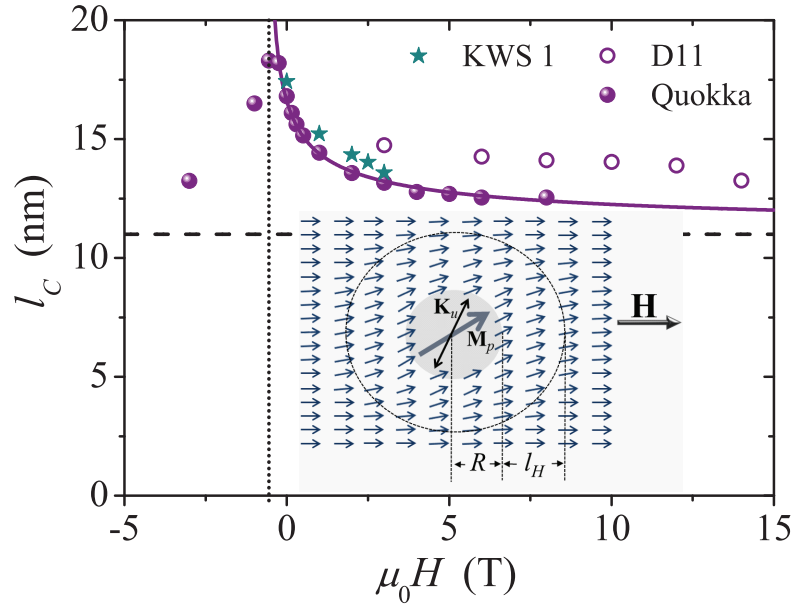 20
15
10
5
0
l_C (nm)
KWS 1
D11
Quokka
K_u
M_p
H
R
l_H
-5
0
5
10
15
μ₀H (T)